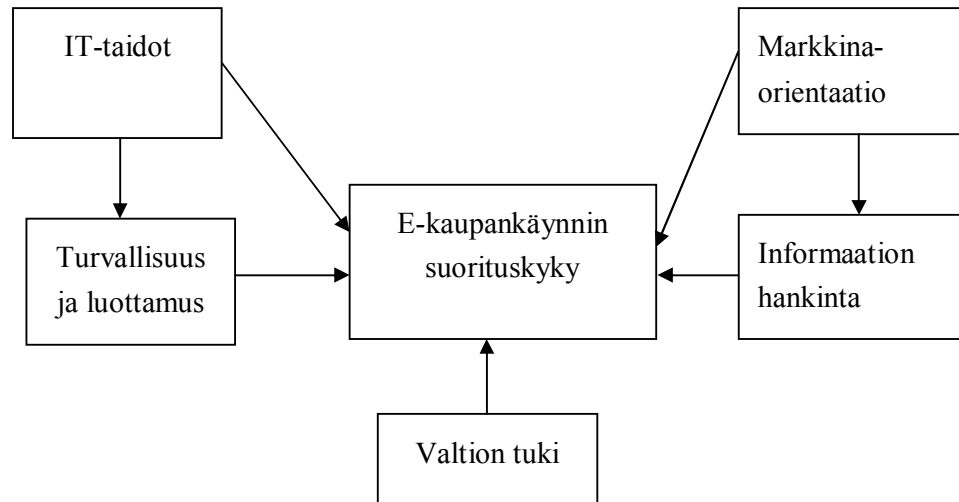 IT-taidot
Markkina-
orientaatio
E-kaupankäynnin
suorituskyky
Turvallisuus
ja luottamus
Informaation
hankinta
Valtion tuki